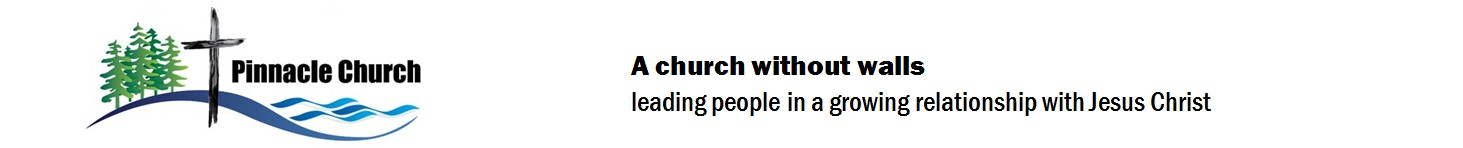 Pinnacle Church
A church without walls
leading people in a growing relationship with Jesus Christ